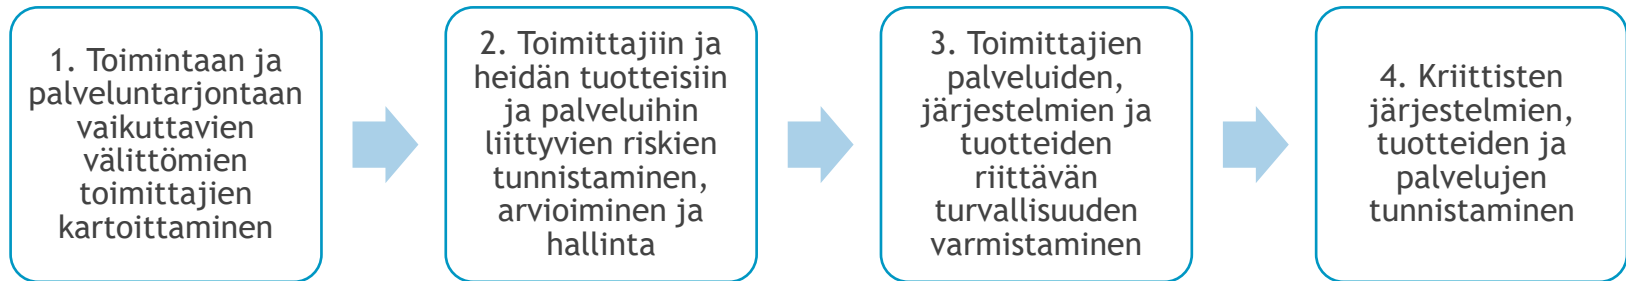 1. Toimintaan ja
palveluntarjontaan
vaikuttavien
välittömien
toimittajien
kartoittaminen
2. Toimittajiin ja
heidän tuotteisiin
ja palveluihin
liittyvien riskien
tunnistaminen,
arvioiminen ja
hallinta
3. Toimittajien
palveluiden,
järjestelmien ja
tuotteiden
riittävän
turvallisuuden
varmistaminen
4. Kriittisten
järjestelmien,
tuotteiden ja
palvelujen
tunnistaminen